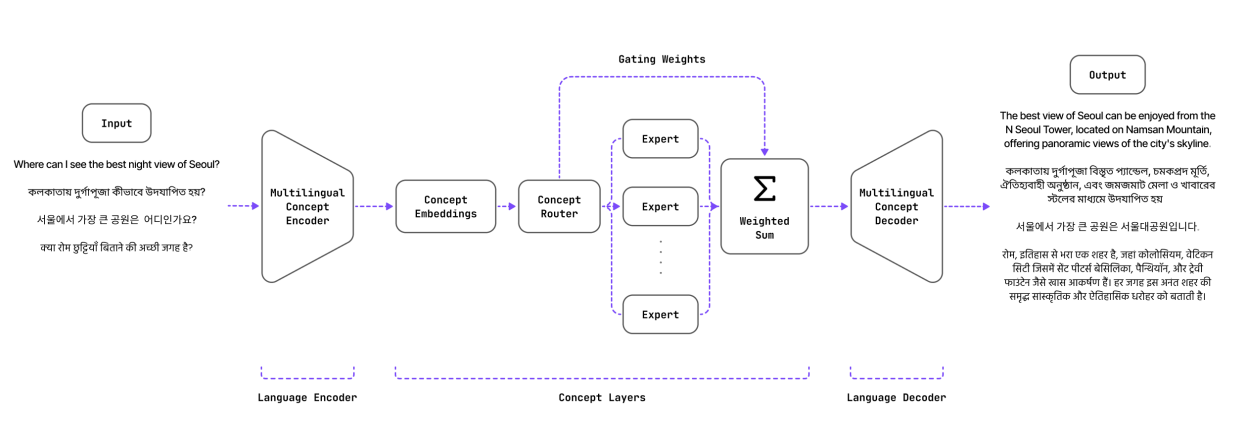 Gating Weights
Input
Where can I see the best night view of Seoul?
কলকাতায় দুর্গাপূজা কীভাবে উদযাপিত হয়?
서울에서 가장 큰 공원은 어디인가요?
क्या रोम छुट्टियाँ बिताने की अच्छी जगह है?
Multilingual
Concept
Encoder
Concept
Embeddings
Concept
Router
Expert
Expert
Expert
Σ
Weighted
Sum
Multilingual
Concept
Decoder
Output
The best view of Seoul can be enjoyed from the
N Seoul Tower, located on Namsan Mountain,
offering panoramic views of the city's skyline.
কলকাতায় দুর্গাপূজা বিস্তৃত প্যান্ডেল, চমকপ্রদ মূর্তি,
ঐতিহ্যবাহী অনুষ্ঠান, এবং জমজমাট মেলা ও খাবারের
স্টলের মাধ্যমে উদযাপিত হয়
서울에서 가장 큰 공원은 서울대공원입니다.
रोम, इतिहास से भरा एक शहर है, जहा कोलोसियम, वेटिकन
सिटी जिसमें सेंट पीटर्स बेसिलिका, पैन्थियॉन, और ट्रेवी
फाउंटेन जैसे खास आकर्षण हैं। हर जगह इस अनत शहर की
समृद्ध सास्कृतिक और ऐतिहासिक धरोहर को बताती है।
Language Encoder
Concept Layers
Language Decoder